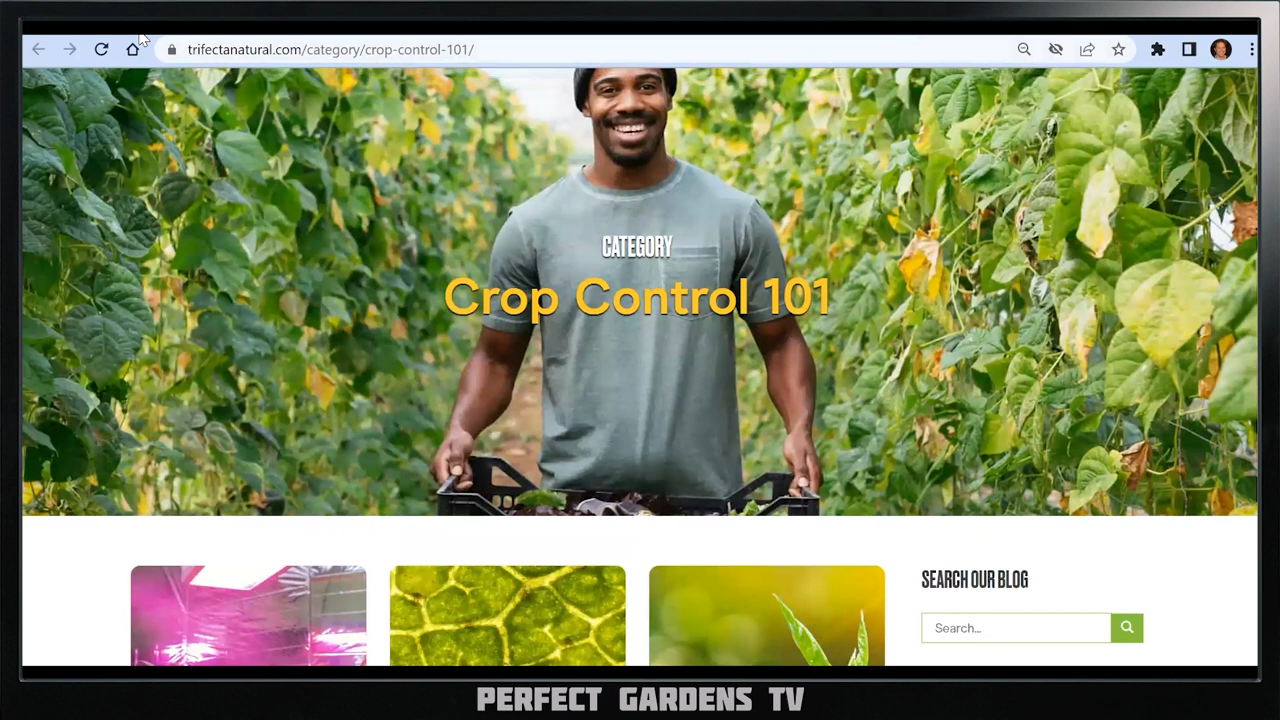 trifectanatural.com/category/crop-control-101/
CATEGORY
Crop Control 101
SEARCH OUR BLOG
Search...
PERFECT GARDENS TV